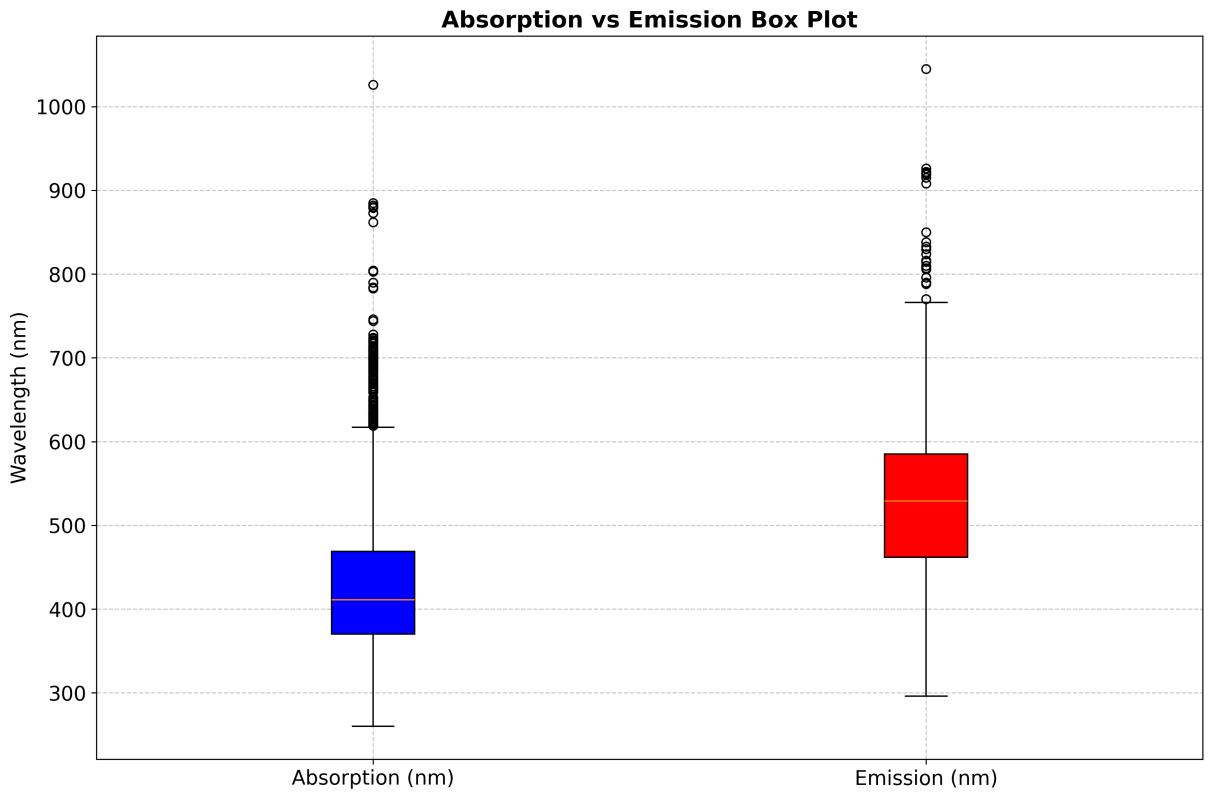 Absorption vs Emission Box Plot
Wavelength (nm)
1000
900
800
700
600
500
400
300
Absorption (nm)
Emission (nm)